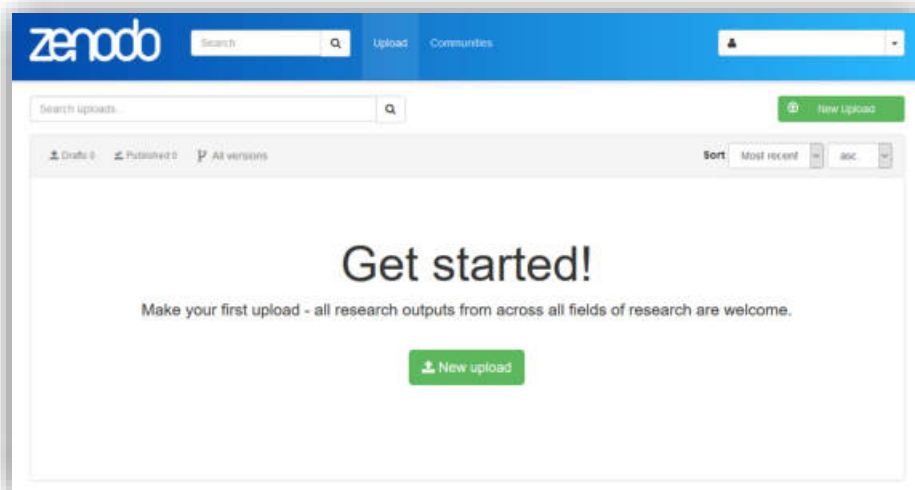 zenodo Search Upload Communities
Search uploads... New Upload
Drafts 0 Published 0 All versions Sort Most recent asc.
Get started!
Make your first upload - all research outputs from across all fields of research are welcome.
New upload